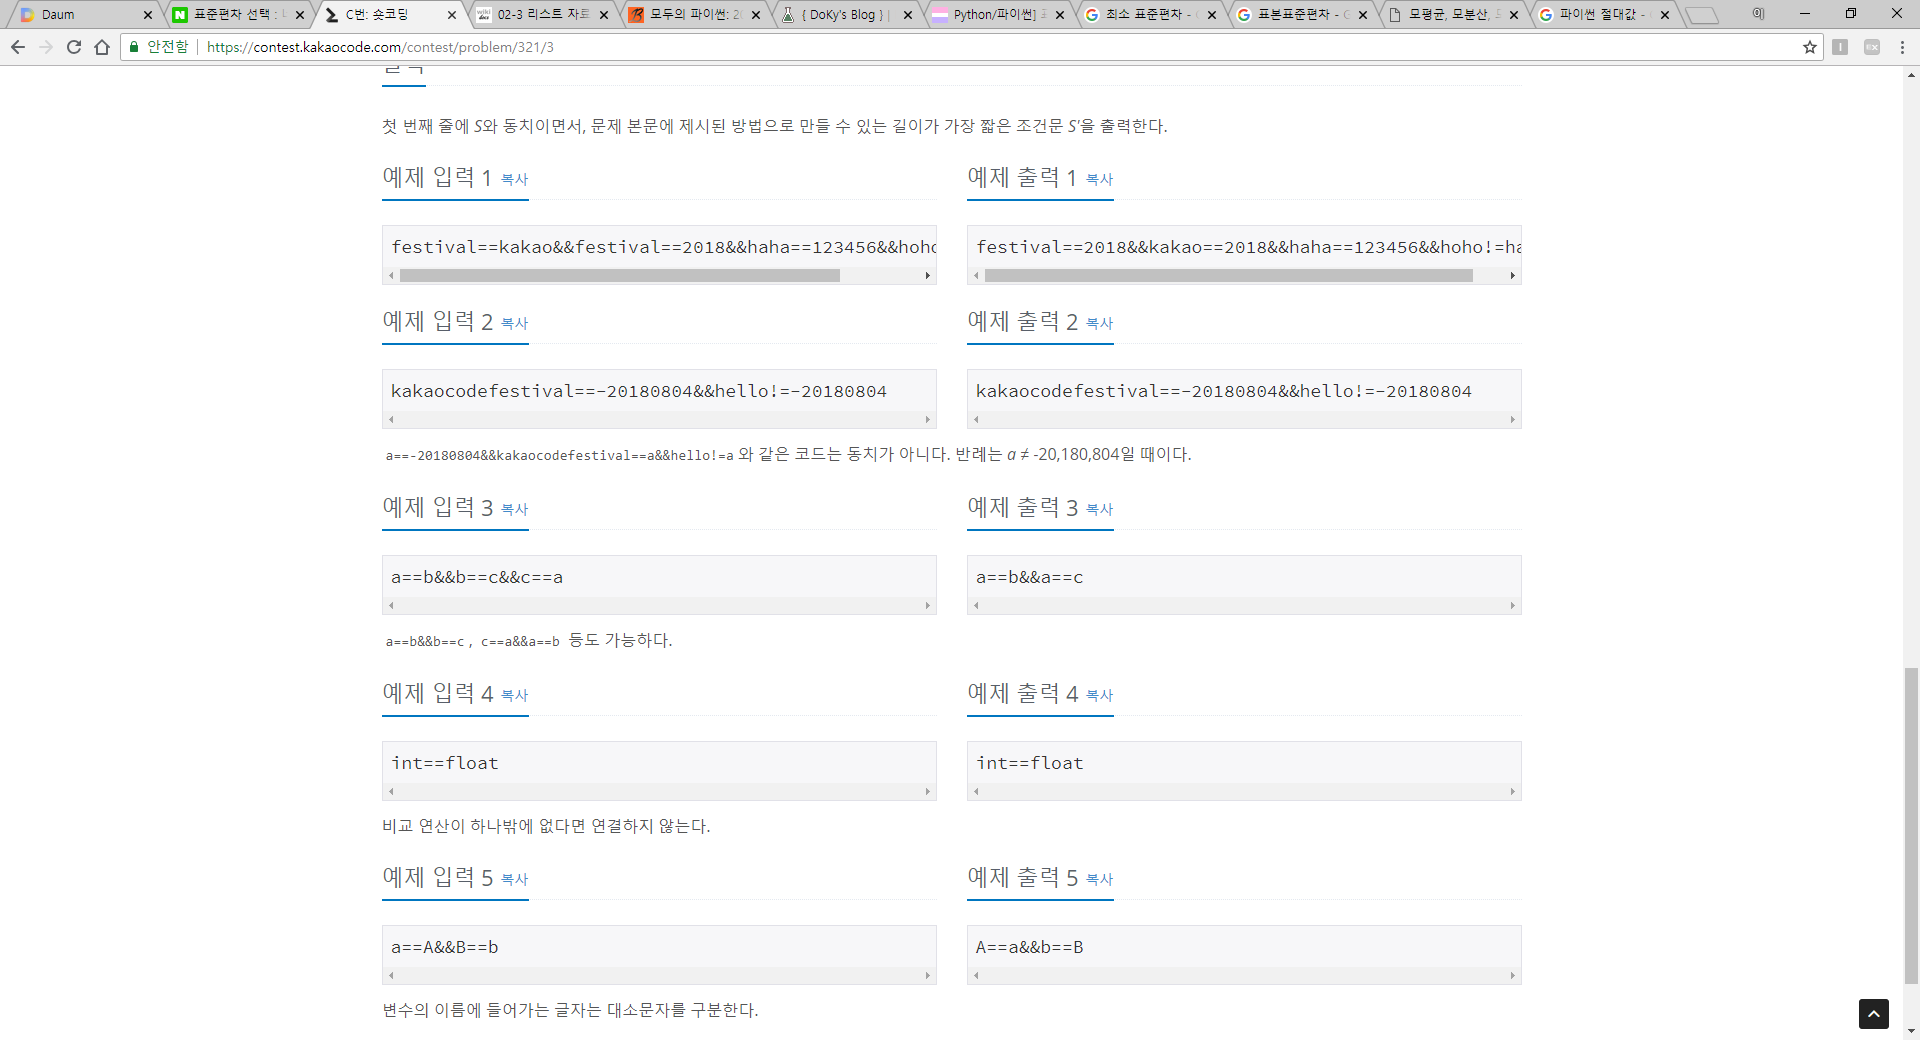 Daum
표준편차 선택 : 네
C번: 숏코딩
02-3 리스트 자료
모두의 파이썬: 20
{ DoKy's Blog } |
Python/파이썬] 표
최소 표준편차 - G
표본표준편차 - G
모평균, 모분산, 표
파이썬 절대값 -
안전함 https://contest.kakaocode.com/contest/problem/321/3
출력
첫 번째 줄에 S와 동치이면서, 문제 본문에 제시된 방법으로 만들 수 있는 길이가 가장 짧은 조건문 S'을 출력한다.
예제 입력 1 복사
예제 출력 1 복사
festival==kakao&&festival==2018&&haha==123456&&hoho
festival==2018&&kakao==2018&&haha==123456&&hoho!=ha
예제 입력 2 복사
예제 출력 2 복사
kakaocodefestival==-20180804&&hello!=-20180804
kakaocodefestival==-20180804&&hello!=-20180804
a==-20180804&&kakaocodefestival==a&&hello!=a 와 같은 코드는 동치가 아니다. 반례는 a ≠ -20,180,804일 때이다.
예제 입력 3 복사
예제 출력 3 복사
a==b&&b==c&&c==a
a==b&&a==c
a==b&&b==c , c==a&&a==b 등도 가능하다.
예제 입력 4 복사
예제 출력 4 복사
int==float
int==float
비교 연산이 하나밖에 없다면 연결하지 않는다.
예제 입력 5 복사
예제 출력 5 복사
a==A&&B==b
A==a&&b==B
변수의 이름에 들어가는 글자는 대소문자를 구분한다.